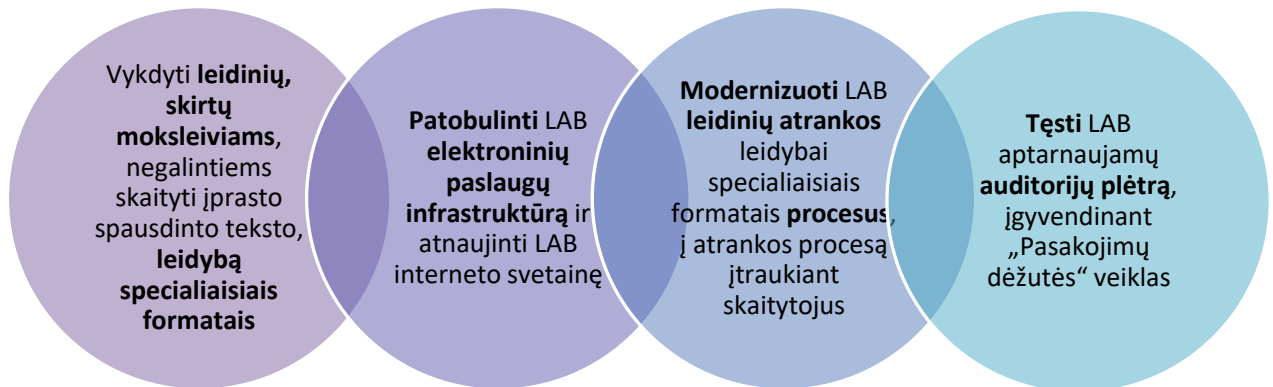 Vykdyti leidinių,
skirtų
moksleiviams,
negalintiems
skaityti įprasto
spausdinto teksto,
leidybą
specialiaisiais
formatais
Patobulinti LAB
elektroninių
paslaugų
infrastruktūrą ir
atnaujinti LAB
interneto svetainę
Modernizuoti LAB
leidinių atrankos
leidybai
specialiaisiais
formatais procesus,
į atrankos procesą
įtraukiant
skaitytojus
Tęsti LAB
aptarnaujamų
auditorijų plėtrą,
įgyvendinant
„Pasakojimų
dėžutės“ veiklas